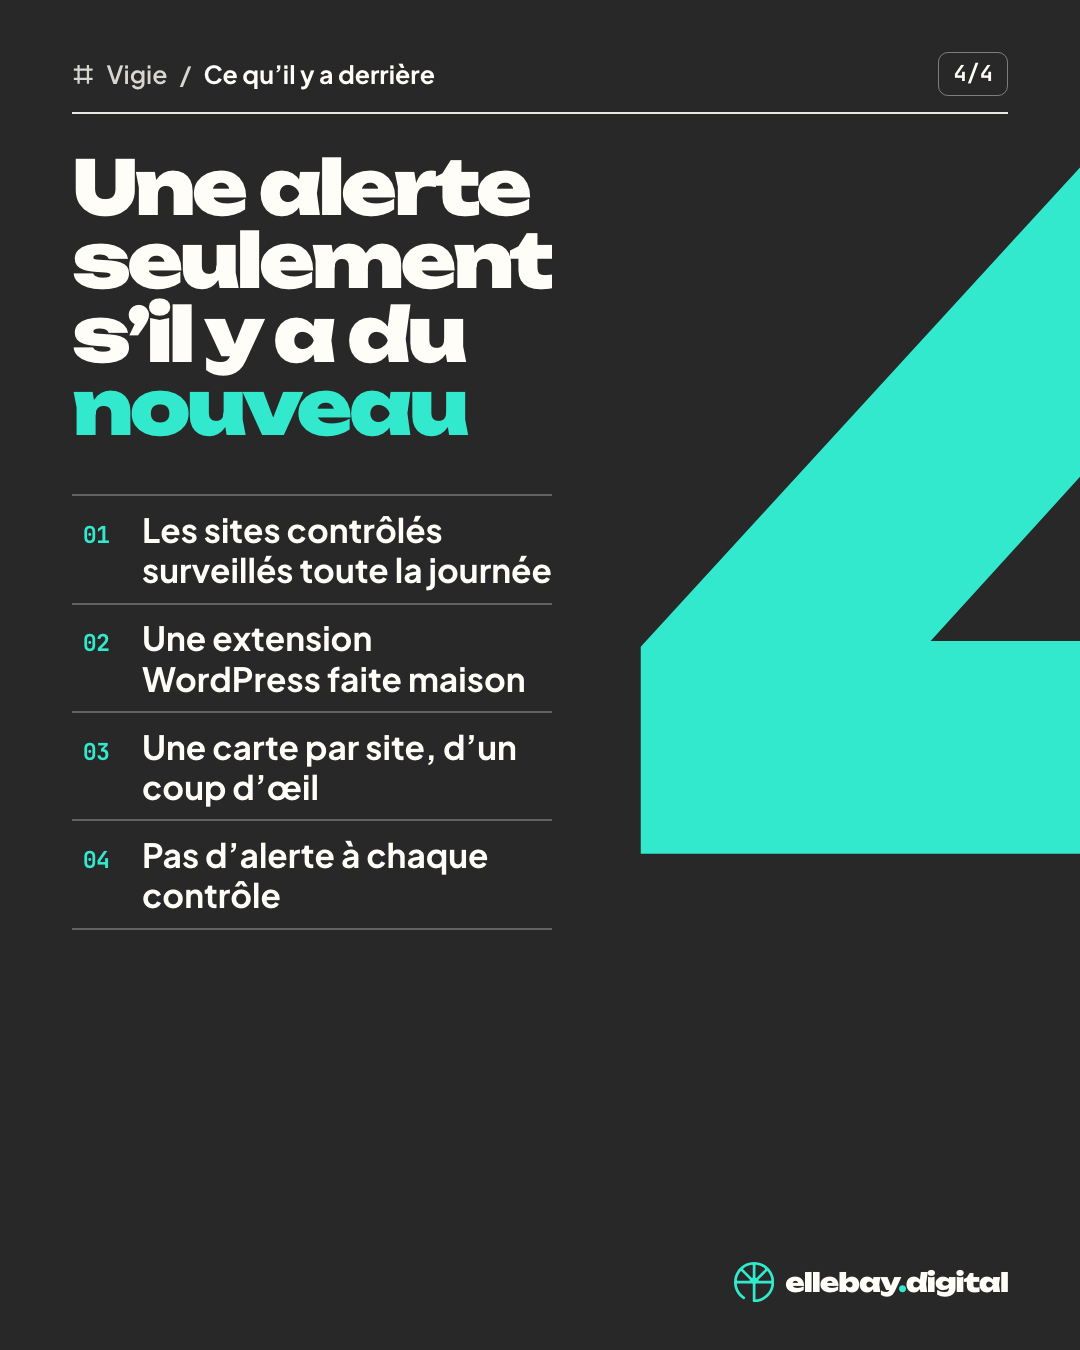 # Vigie / Ce qu’il y a derrière
4/4
Une alerte
seulement
s’il y a du
nouveau
01 Les sites contrôlés
surveillés toute la journée
02 Une extension
WordPress faite maison
03 Une carte par site, d’un
coup d’œil
04 Pas d’alerte à chaque
contrôle
4
ellebay.digital